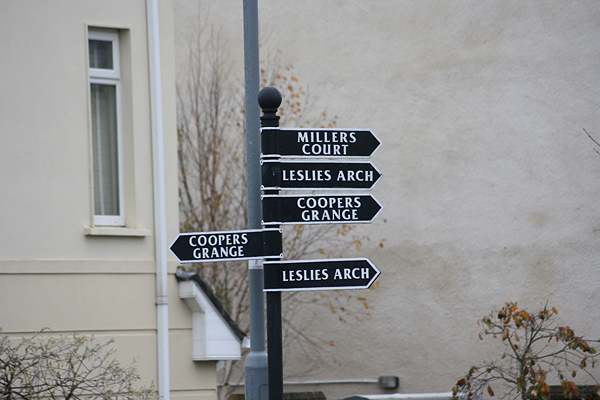 MILLERS
COURT
LESLIES ARCH
COOPERS
GRANGE
COOPERS
GRANGE
LESLIES ARCH